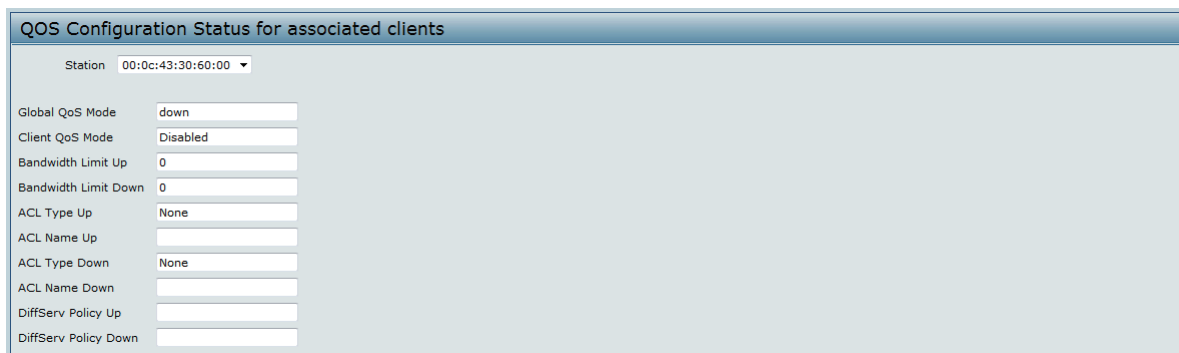 QOS Configuration Status for associated clients
Station 00:0c:43:30:60:00
Global QoS Mode down
Client QoS Mode Disabled
Bandwidth Limit Up 0
Bandwidth Limit Down 0
ACL Type Up None
ACL Name Up
ACL Type Down None
ACL Name Down
DiffServ Policy Up
DiffServ Policy Down